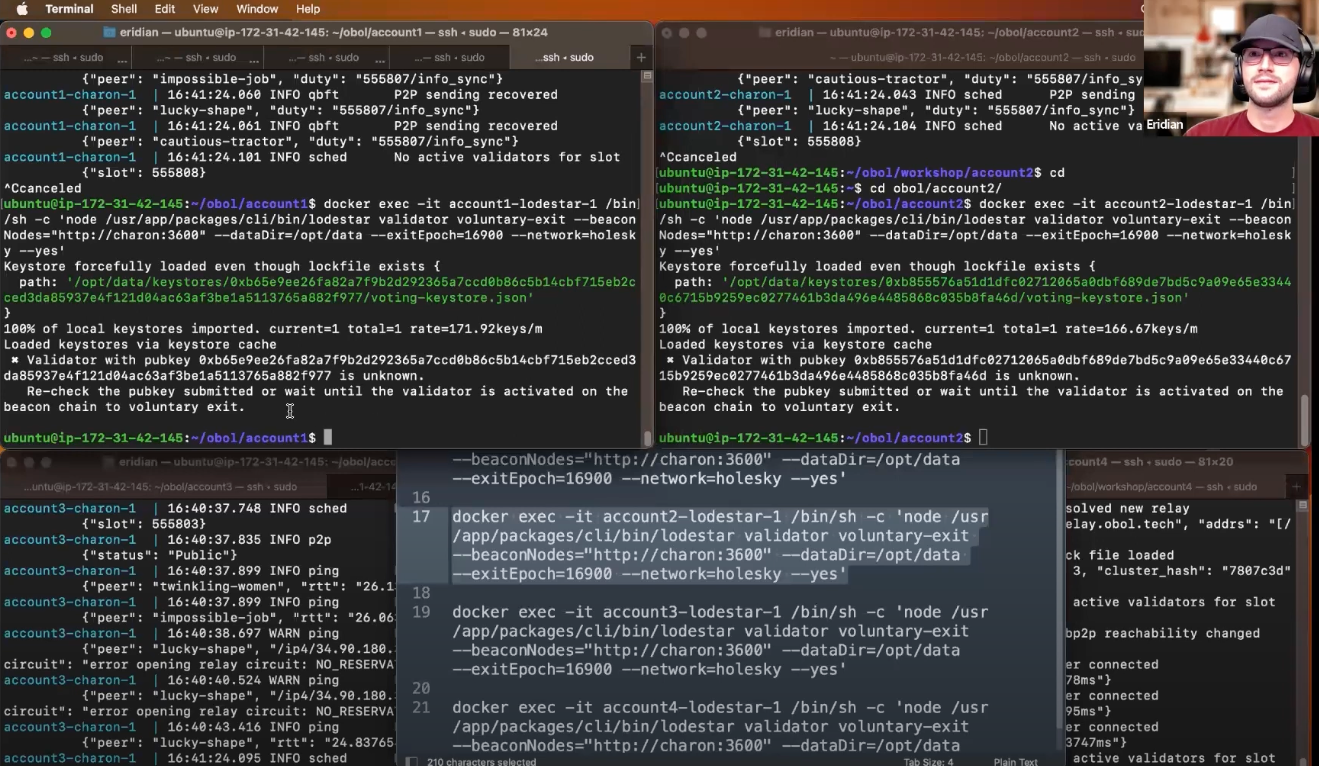 Terminal Shell Edit View Window Help
eridian — ubuntu@ip-172-31-42-145: ~/obol/account1 — ssh ◂ sudo — 81×24
...~ — ssh ◂ sudo ... ~ — ssh ◂ sudo ... ...— ssh ◂ sudo ... ...— ssh ◂ sudo ...ssh ◂ sudo +
{"peer": "impossible-job", "duty": "555807/info_sync"}
account1-charon-1 | 16:41:24.060 INFO qbft P2P sending recovered
{"peer": "lucky-shape", "duty": "555807/info_sync"}
account1-charon-1 | 16:41:24.061 INFO qbft P2P sending recovered
{"peer": "cautious-tractor", "duty": "555807/info_sync"}
account1-charon-1 | 16:41:24.101 INFO sched No active validators for slot
{"slot": 555808}
^Ccanceled
[ubuntu@ip-172-31-42-145:~/obol/account1$ docker exec -it account1-lodestar-1 /bin]
/sh -c 'node /usr/app/packages/cli/bin/lodestar validator voluntary-exit --beacon
Nodes="http://charon:3600" --dataDir=/opt/data --exitEpoch=16900 --network=holesk
y --yes'
Keystore forcefully loaded even though lockfile exists {
path: '/opt/data/keystores/0xb65e9ee26fa82a7f9b2d292365a7ccd0b86c5b14cbf715eb2c
ced3da85937e4f121d04ac63af3be1a5113765a882f977/voting-keystore.json'
}
100% of local keystores imported. current=1 total=1 rate=171.92keys/m
Loaded keystores via keystore cache
✖ Validator with pubkey 0xb65e9ee26fa82a7f9b2d292365a7ccd0b86c5b14cbf715eb2cced3
da85937e4f121d04ac63af3be1a5113765a882f977 is unknown.
Re-check the pubkey submitted or wait until the validator is activated on the
beacon chain to voluntary exit.
ubuntu@ip-172-31-42-145:~/obol/account1$
eridian — ubuntu@ip-172-31-42-145: ~/obol/account2 — ssh ◂ sudo —
~ — ubuntu@ip-172-31-42-145: ~/obol/account2 — ssh ◂ sudo
{"peer": "cautious-tractor", "duty": "555807/info_sy
account2-charon-1 | 16:41:24.043 INFO sched P2P sending
{"peer": "lucky-shape", "duty": "555807/info_sync"}
account2-charon-1 | 16:41:24.104 INFO sched No active va
{"slot": 555808}
^Ccanceled
[ubuntu@ip-172-31-42-145:~/obol/workshop/account2$ cd ]
[ubuntu@ip-172-31-42-145:~$ cd obol/account2/ ]
[ubuntu@ip-172-31-42-145:~/obol/account2$ docker exec -it account2-lodestar-1 /bin]
/sh -c 'node /usr/app/packages/cli/bin/lodestar validator voluntary-exit --beacon
Nodes="http://charon:3600" --dataDir=/opt/data --exitEpoch=16900 --network=holesk
y --yes'
Keystore forcefully loaded even though lockfile exists {
path: '/opt/data/keystores/0xb855576a51d1dfc02712065a0dbf689de7bd5c9a09e65e3344
0c6715b9259ec0277461b3da496e4485868c035b8fa46d/voting-keystore.json'
}
100% of local keystores imported. current=1 total=1 rate=166.67keys/m
Loaded keystores via keystore cache
✖ Validator with pubkey 0xb855576a51d1dfc02712065a0dbf689de7bd5c9a09e65e33440c67
15b9259ec0277461b3da496e4485868c035b8fa46d is unknown.
Re-check the pubkey submitted or wait until the validator is activated on the
beacon chain to voluntary exit.
ubuntu@ip-172-31-42-145:~/obol/account2$
Eridian
eridian — ubuntu@ip-172-31-42-145: ~/obol/acc
...untu@ip-172-31-42-145: ~/obol/account3 — ssh ◂ sudo ...1-42-14
account3-charon-1 | 16:40:37.748 INFO sched
{"slot": 555803}
account3-charon-1 | 16:40:37.835 INFO p2p
{"status": "Public"}
account3-charon-1 | 16:40:37.899 INFO ping
{"peer": "twinkling-women", "rtt": "26.1
account3-charon-1 | 16:40:37.899 INFO ping
{"peer": "impossible-job", "rtt": "26.06
account3-charon-1 | 16:40:38.697 WARN ping
{"peer": "lucky-shape", "/ip4/34.90.180.
circuit": "error opening relay circuit: NO_RESERVA
account3-charon-1 | 16:40:40.524 WARN ping
{"peer": "lucky-shape", "/ip4/34.90.180.
circuit": "error opening relay circuit: NO_RESERVA
account3-charon-1 | 16:40:43.416 INFO ping
{"peer": "lucky-shape", "rtt": "24.83765
account3-charon-1 | 16:41:24.095 INFO sched
--beaconNodes="http://charon:3600" --dataDir=/opt/data
--exitEpoch=16900 --network=holesky --yes'
16
17 docker exec -it account2-lodestar-1 /bin/sh -c 'node /usr
/app/packages/cli/bin/lodestar validator voluntary-exit
--beaconNodes="http://charon:3600" --dataDir=/opt/data
--exitEpoch=16900 --network=holesky --yes'
18
19 docker exec -it account3-lodestar-1 /bin/sh -c 'node /usr
/app/packages/cli/bin/lodestar validator voluntary-exit
--beaconNodes="http://charon:3600" --dataDir=/opt/data
--exitEpoch=16900 --network=holesky --yes'
20
21 docker exec -it account4-lodestar-1 /bin/sh -c 'node /usr
/app/packages/cli/bin/lodestar validator voluntary-exit
--beaconNodes="http://charon:3600" --dataDir=/opt/data
210 characters selected Tab Size: 4 Plain Text
count4 — ssh ◂ sudo — 81×20
/obol/workshop/account4 — ssh ◂ sudo +
solved new relay
elay.obol.tech", "addrs": "[/
ck file loaded
3, "cluster_hash": "7807c3d"
active validators for slot
bp2p reachability changed
er connected
78ms"}
er connected
95ms"}
er connected
3747ms"}
active validators for slot